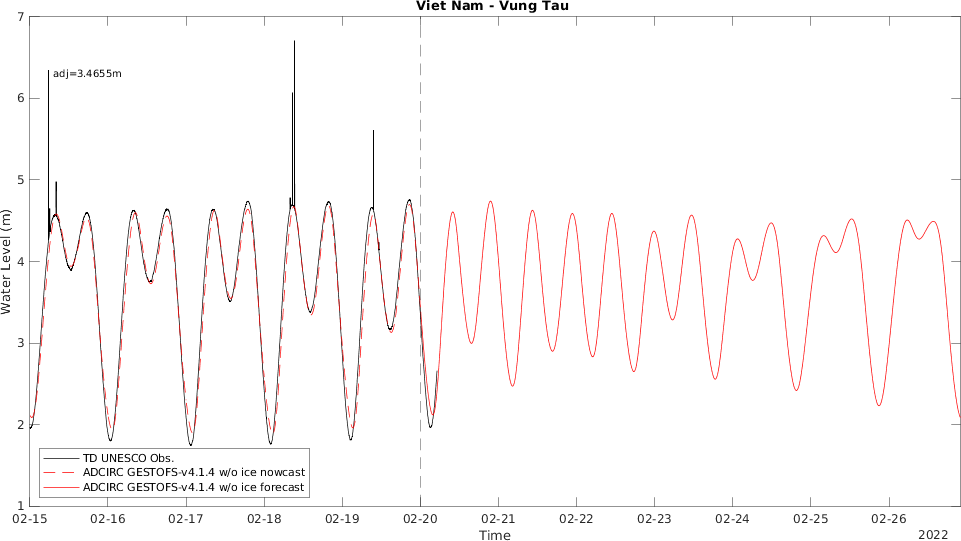 Viet Nam - Vung Tau
7
adj=3.4655m
6
5
4
3
2
1
Water Level (m)
TD UNESCO Obs.
ADCIRC GESTOFS-v4.1.4 w/o ice nowcast
ADCIRC GESTOFS-v4.1.4 w/o ice forecast
02-15 02-16 02-17 02-18 02-19 02-20 02-21 02-22 02-23 02-24 02-25 02-26
Time
2022